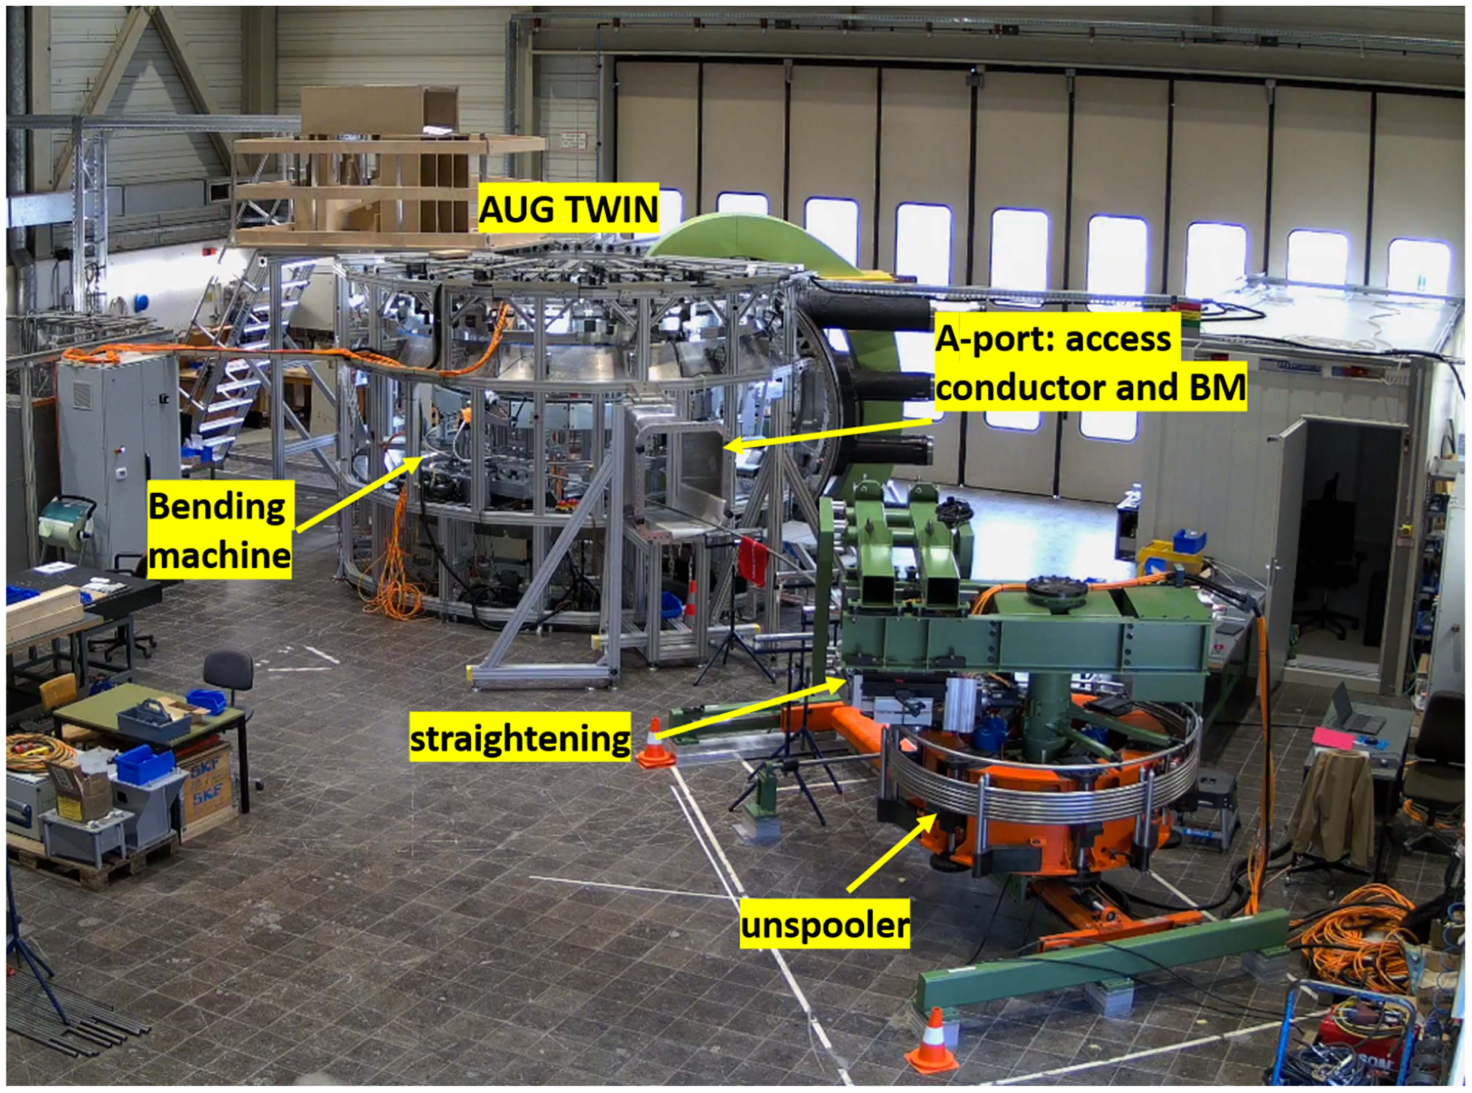 AUG TWIN
A-port: access
conductor and BM
Bending
machine
straightening
unspooler
SKF
SKF